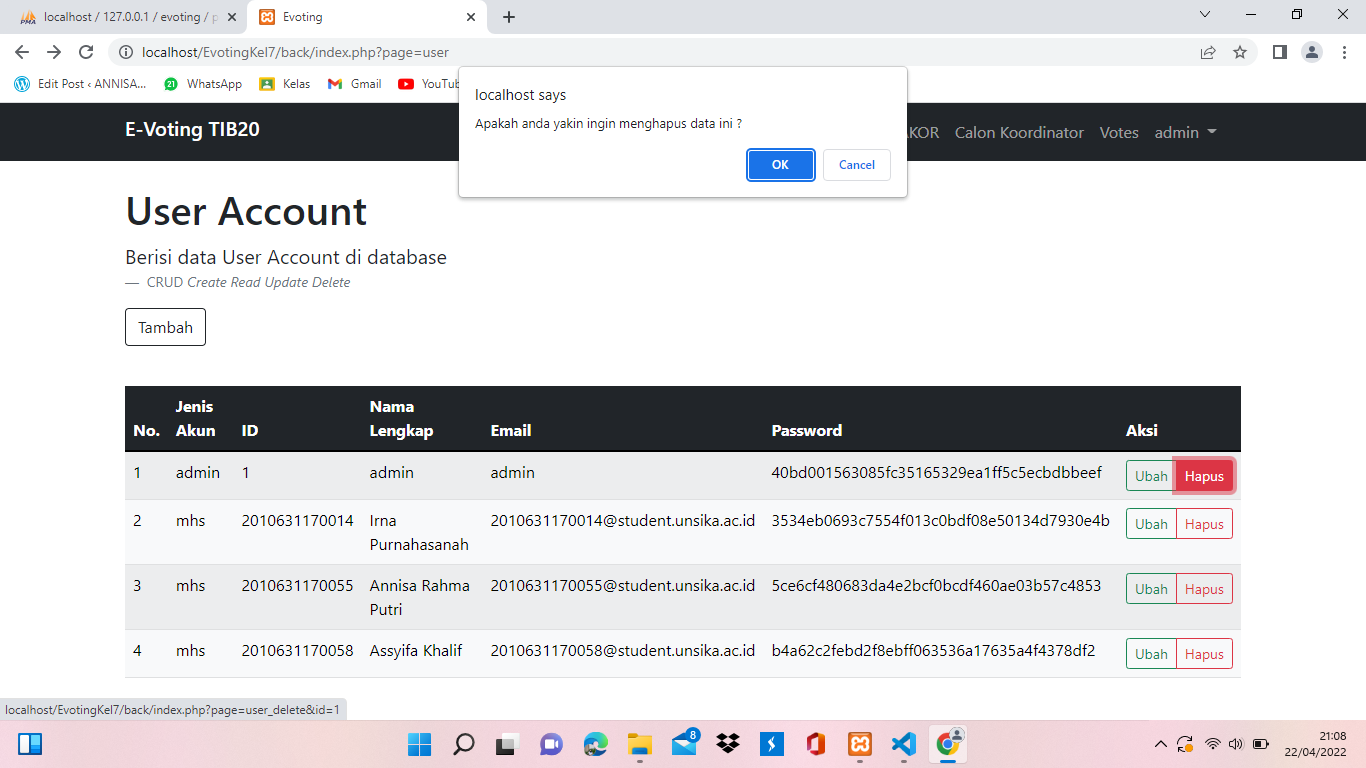 localhost / 127.0.0.1 / evoting / p
Evoting
localhost/EvotingKel7/back/index.php?page=user
Edit Post ‹ ANNISA...
21
WhatsApp
Kelas
Gmail
YouTub
localhost says
Apakah anda yakin ingin menghapus data ini ?
OK
Cancel
E-Voting TIB20
AKOR
Calon Koordinator
Votes
admin
User Account
Berisi data User Account di database
— CRUD Create Read Update Delete
Tambah
No. Jenis Akun ID Nama Lengkap Email Password Aksi
1 admin 1 admin admin 40bd001563085fc35165329ea1ff5c5ecbdbbeef Ubah Hapus
2 mhs 2010631170014 Irna Purnahasanah 2010631170014@student.unsika.ac.id 3534eb0693c7554f013c0bdf08e50134d7930e4b Ubah Hapus
3 mhs 2010631170055 Annisa Rahma Putri 2010631170055@student.unsika.ac.id 5ce6cf480683da4e2bcf0bcdf460ae03b57c4853 Ubah Hapus
4 mhs 2010631170058 Assyifa Khalif 2010631170058@student.unsika.ac.id b4a62c2febd2f8ebff063536a17635a4f4378df2 Ubah Hapus
localhost/EvotingKel7/back/index.php?page=user_delete&id=1
8
21:08
22/04/2022